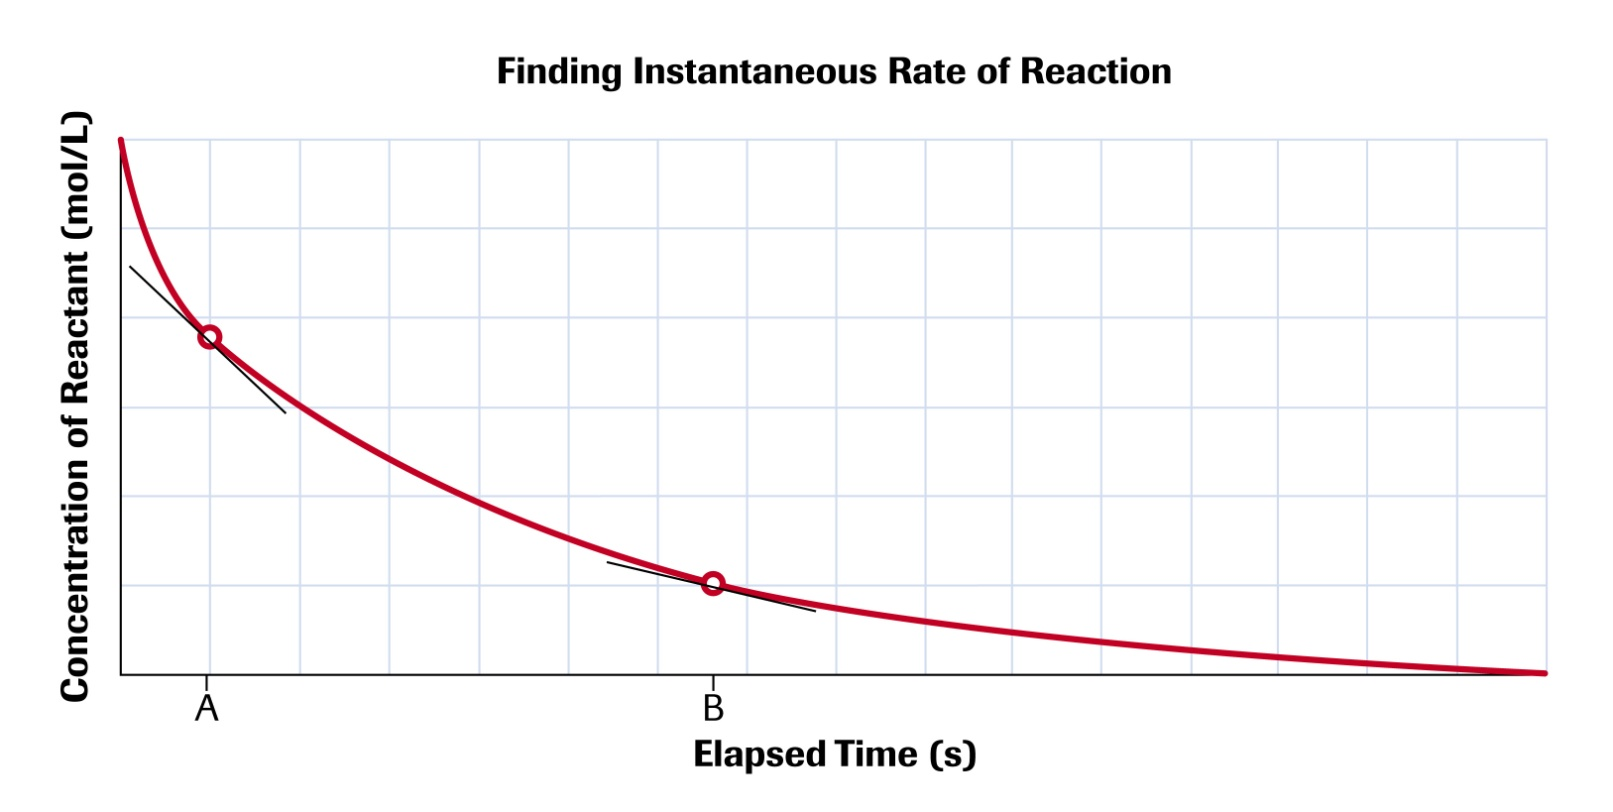 Finding Instantaneous Rate of Reaction
Concentration of Reactant (mol/L)
A
B
Elapsed Time (s)